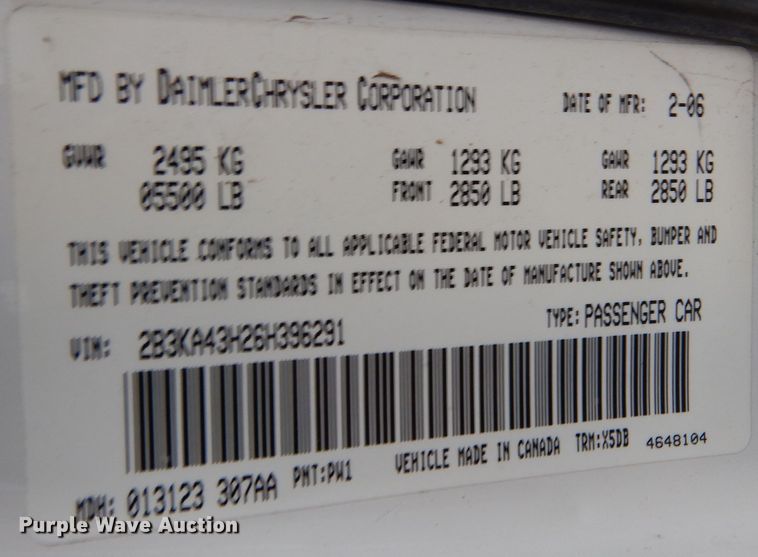 MFD BY DAIMLERCHRYSLER CORPORATION DATE OF MFR: 2-06
GVWR 2495 KG GAWR 1293 KG GAWR 1293 KG
05500 LB FRONT 2850 LB REAR 2850 LB
THIS VEHICLE CONFORMS TO ALL APPLICABLE FEDERAL MOTOR VEHICLE SAFETY, BUMPER AND
THEFT PREVENTION STANDARDS IN EFFECT ON THE DATE OF MANUFACTURE SHOWN ABOVE.
VIN: 2B3KA43H26H396291 TYPE: PASSENGER CAR
MDH: 013123 307AA PNT:PW1 VEHICLE MADE IN CANADA TRM:X5DB 4648104
Purple Wave Auction